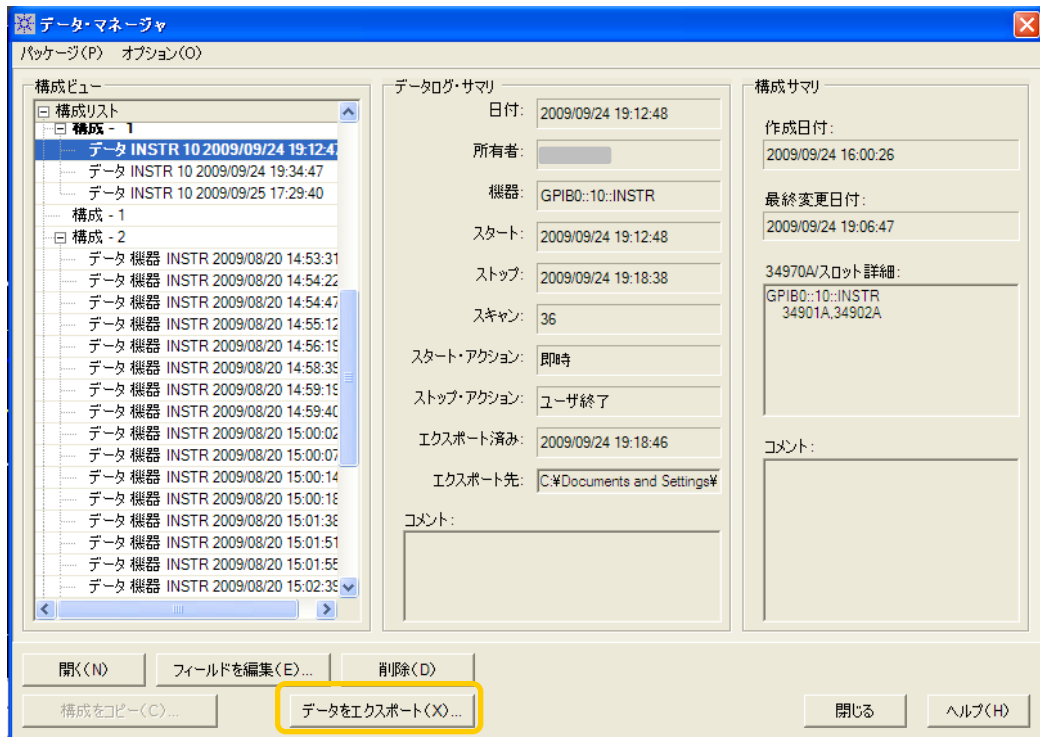 データ・マネージャ
パッケージ(P) オプション(O)
構成ビュー
構成リスト
構成 - 1
データ INSTR 10 2009/09/24 19:12:47
データ INSTR 10 2009/09/24 19:34:47
データ INSTR 10 2009/09/25 17:29:40
構成 - 1
構成 - 2
データ 機器 INSTR 2009/08/20 14:53:31
データ 機器 INSTR 2009/08/20 14:54:22
データ 機器 INSTR 2009/08/20 14:54:47
データ 機器 INSTR 2009/08/20 14:55:12
データ 機器 INSTR 2009/08/20 14:56:19
データ 機器 INSTR 2009/08/20 14:58:39
データ 機器 INSTR 2009/08/20 14:59:19
データ 機器 INSTR 2009/08/20 14:59:40
データ 機器 INSTR 2009/08/20 15:00:02
データ 機器 INSTR 2009/08/20 15:00:07
データ 機器 INSTR 2009/08/20 15:00:14
データ 機器 INSTR 2009/08/20 15:00:18
データ 機器 INSTR 2009/08/20 15:01:38
データ 機器 INSTR 2009/08/20 15:01:51
データ 機器 INSTR 2009/08/20 15:01:55
データ 機器 INSTR 2009/08/20 15:02:39
データログ・サマリ
日付: 2009/09/24 19:12:48
所有者:
機器: GPIB0::10::INSTR
スタート: 2009/09/24 19:12:48
ストップ: 2009/09/24 19:18:38
スキャン: 36
スタート・アクション: 即時
ストップ・アクション: ユーザ終了
エクスポート済み: 2009/09/24 19:18:46
エクスポート先: C:¥Documents and Settings¥
コメント:
構成サマリ
作成日付:
2009/09/24 16:00:26
最終変更日付:
2009/09/24 19:06:47
34970A/スロット詳細:
GPIB0::10::INSTR
34901A,34902A
コメント:
開く(N) フィールドを編集(E)... 削除(D)
構成をコピー(C)... データをエクスポート(X)... 閉じる ヘルプ(H)